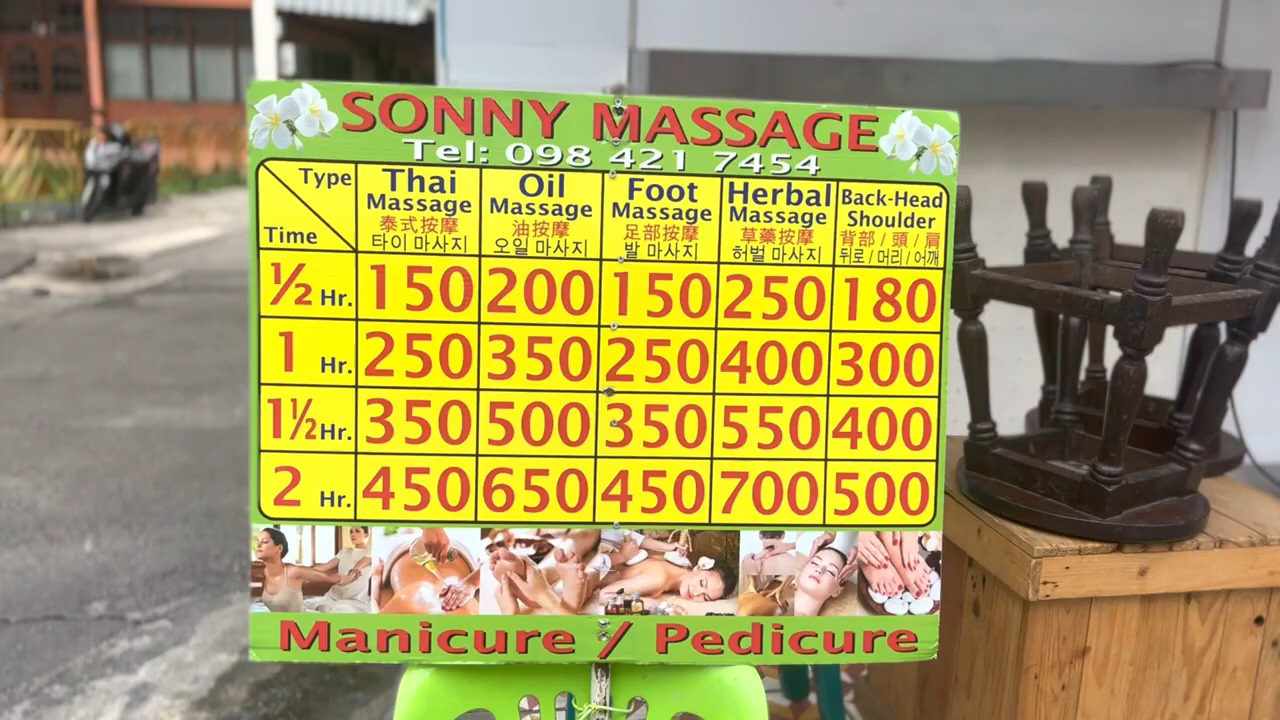 SONNY MASSAGE
Tel: 098 421 7454
Type
Time
Thai
Massage
泰式按摩
타이 마사지
Oil
Massage
油按摩
오일 마사지
Foot
Massage
足部按摩
발 마사지
Herbal
Massage
草藥按摩
허벌 마사지
Back-Head
Shoulder
背部 / 頭 / 肩
뒤로 / 머리 / 어깨
½ Hr. 150 200 150 250 180
1 Hr. 250 350 250 400 300
1½ Hr. 350 500 350 550 400
2 Hr. 450 650 450 700 500
Manicure / Pedicure